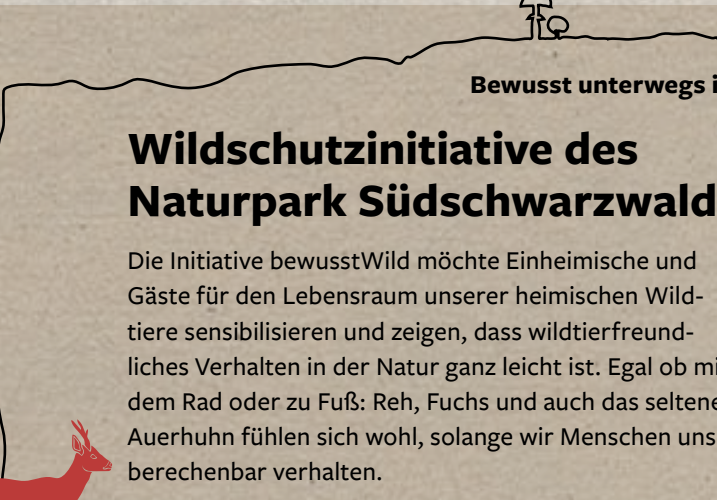 Bewusst unterwegs i
Wildschutzinitiative des
Naturpark Südschwarzwald
Die Initiative bewusstWild möchte Einheimische und
Gäste für den Lebensraum unserer heimischen Wild-
tiere sensibilisieren und zeigen, dass wildtierfreund-
liches Verhalten in der Natur ganz leicht ist. Egal ob mi
dem Rad oder zu Fuß: Reh, Fuchs und auch das seltene
Auerhuhn fühlen sich wohl, solange wir Menschen uns
berechenbar verhalten.